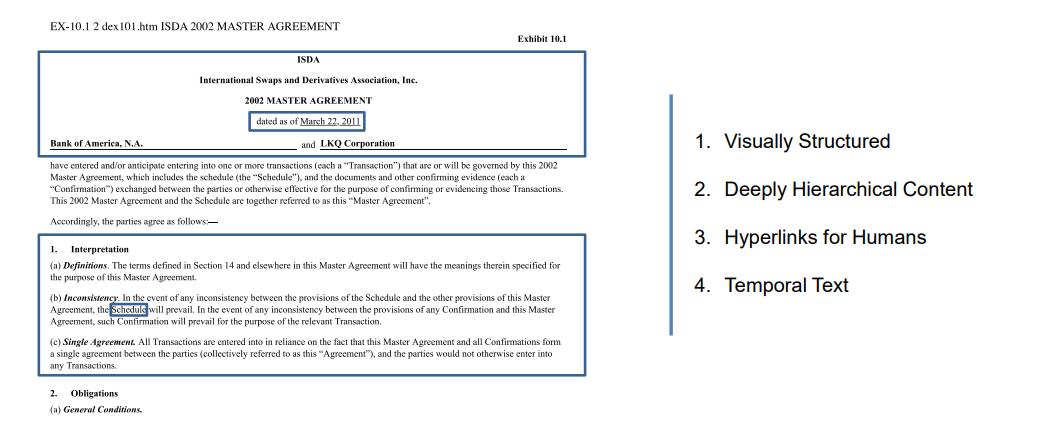 EX-10.1 2 dex101.htm ISDA 2002 MASTER AGREEMENT
Exhibit 10.1
ISDA
International Swaps and Derivatives Association, Inc.
2002 MASTER AGREEMENT
dated as of March 22, 2011
Bank of America, N.A. and LKQ Corporation
have entered and/or anticipate entering into one or more transactions (each a “Transaction”) that are or will be governed by this 2002
Master Agreement, which includes the schedule (the “Schedule”), and the documents and other confirming evidence (each a
“Confirmation”) exchanged between the parties or otherwise effective for the purpose of confirming or evidencing those Transactions.
This 2002 Master Agreement and the Schedule are together referred to as this “Master Agreement”.
Accordingly, the parties agree as follows:—
1. Interpretation
(a) Definitions. The terms defined in Section 14 and elsewhere in this Master Agreement will have the meanings therein specified for
the purpose of this Master Agreement.
(b) Inconsistency. In the event of any inconsistency between the provisions of the Schedule and the other provisions of this Master
Agreement, the Schedule will prevail. In the event of any inconsistency between the provisions of any Confirmation and this Master
Agreement, such Confirmation will prevail for the purpose of the relevant Transaction.
(c) Single Agreement. All Transactions are entered into in reliance on the fact that this Master Agreement and all Confirmations form
a single agreement between the parties (collectively referred to as this “Agreement”), and the parties would not otherwise enter into
any Transactions.
2. Obligations
(a) General Conditions.
1. Visually Structured
2. Deeply Hierarchical Content
3. Hyperlinks for Humans
4. Temporal Text